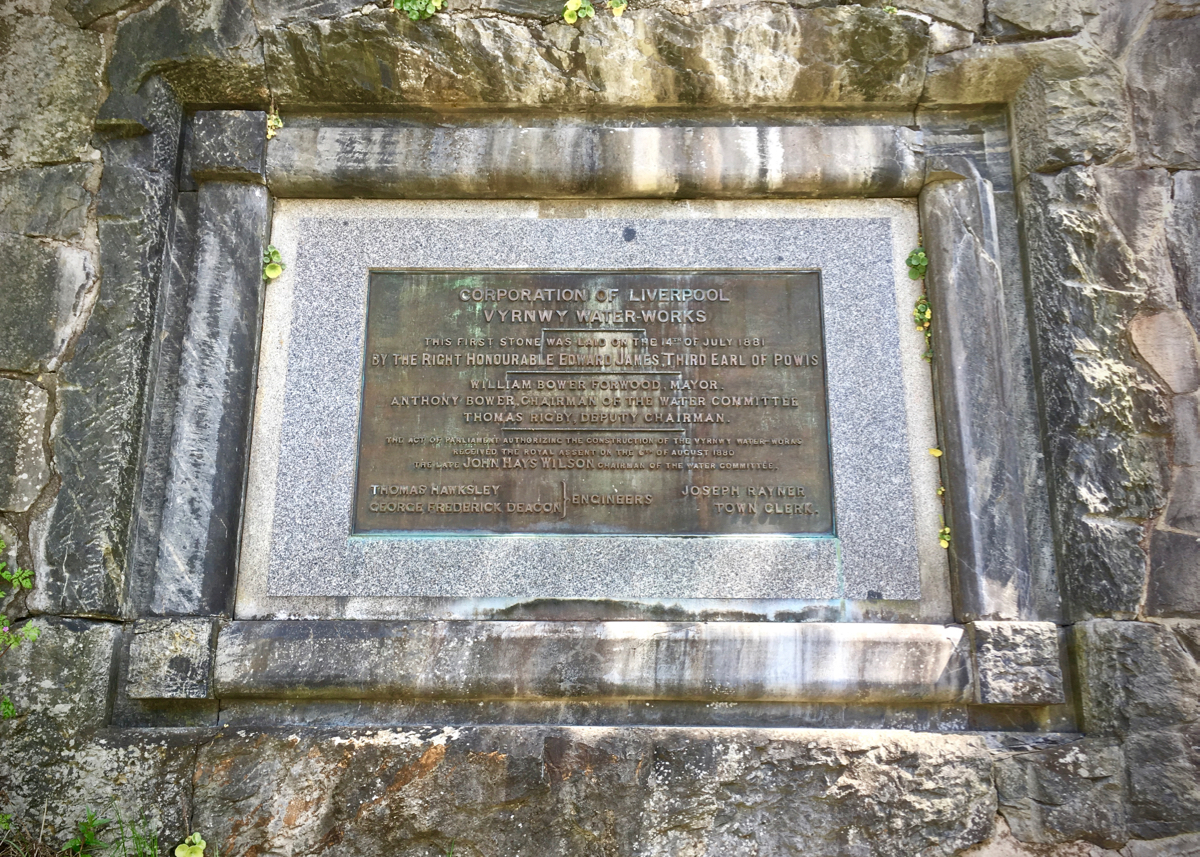 CORPORATION OF LIVERPOOL
VYRNWY WATER-WORKS
THIS FIRST STONE WAS LAID ON THE 14TH OF JULY 1881
BY THE RIGHT HONOURABLE EDWARD JAMES, THIRD EARL OF POWIS
WILLIAM BOWER FORWOOD, MAYOR.
ANTHONY BOWER, CHAIRMAN OF THE WATER COMMITTEE
THOMAS RIGBY, DEPUTY CHAIRMAN.
THE ACT OF PARLIAMENT AUTHORIZING THE CONSTRUCTION OF THE VYRNWY WATER-WORKS
RECEIVED THE ROYAL ASSENT ON THE 6TH OF AUGUST 1880
THE LATE JOHN HAYS WILSON CHAIRMAN OF THE WATER COMMITTEE.
THOMAS HAWKSLEY
GEORGE FREDERICK DEACON } ENGINEERS
JOSEPH RAYNER
TOWN CLERK.